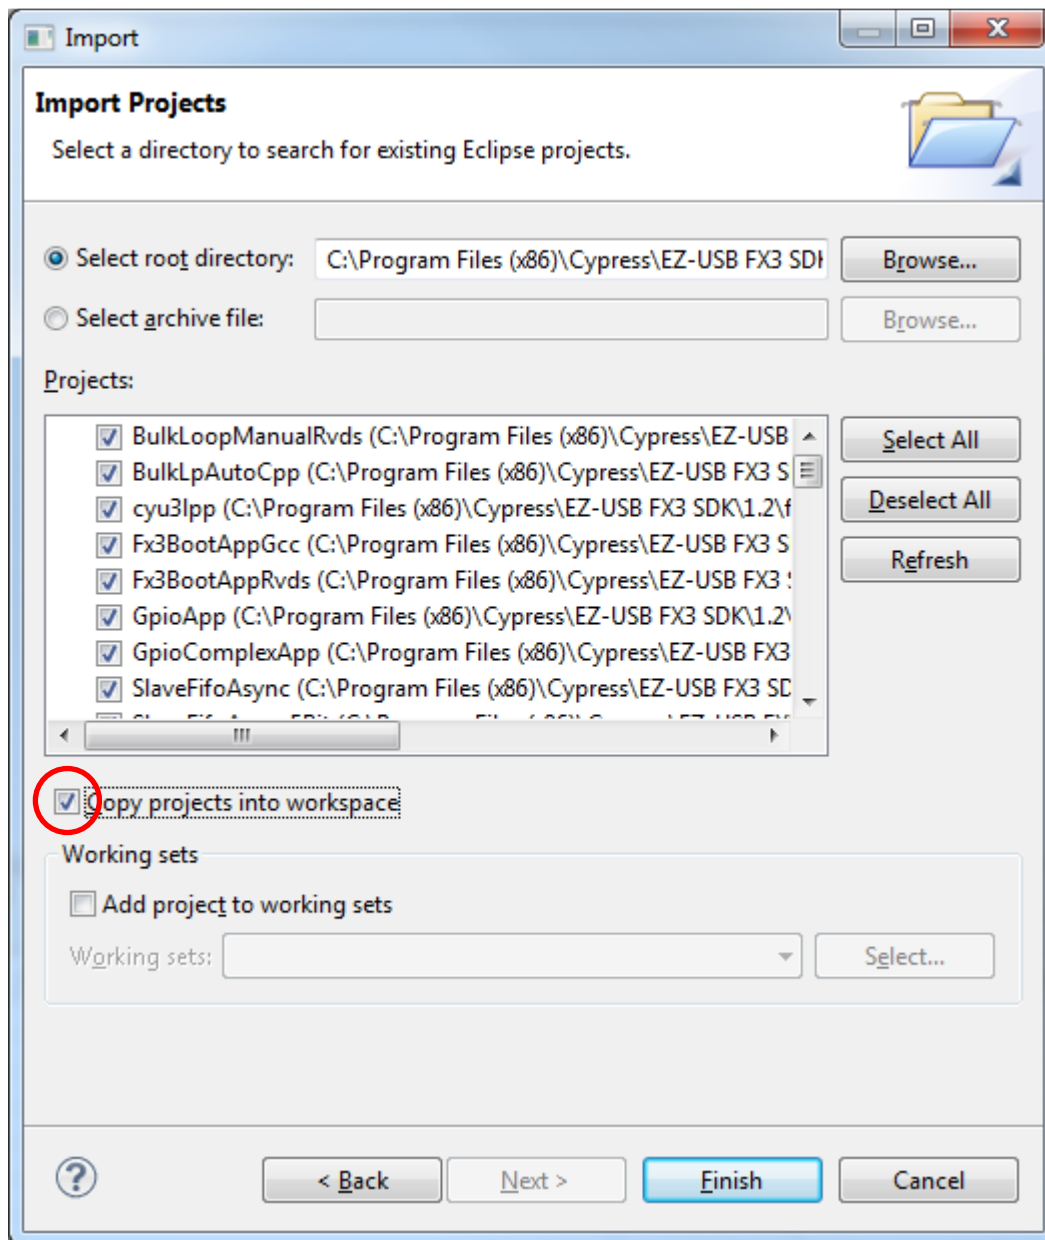 Import
Import Projects
Select a directory to search for existing Eclipse projects.
Select root directory: C:\Program Files (x86)\Cypress\EZ-USB FX3 SDK Browse...
Select archive file: Browse...
Projects:
BulkLoopManualRvds (C:\Program Files (x86)\Cypress\EZ-USB
BulkLpAutoCpp (C:\Program Files (x86)\Cypress\EZ-USB FX3 S
cyu3lpp (C:\Program Files (x86)\Cypress\EZ-USB FX3 SDK\1.2\f
Fx3BootAppGcc (C:\Program Files (x86)\Cypress\EZ-USB FX3 S
Fx3BootAppRvds (C:\Program Files (x86)\Cypress\EZ-USB FX3
GpioApp (C:\Program Files (x86)\Cypress\EZ-USB FX3 SDK\1.2\
GpioComplexApp (C:\Program Files (x86)\Cypress\EZ-USB FX3
SlaveFifoAsync (C:\Program Files (x86)\Cypress\EZ-USB FX3 SD
Select All
Deselect All
Refresh
Copy projects into workspace
Working sets
Add project to working sets
Working sets: Select...
< Back Next > Finish Cancel